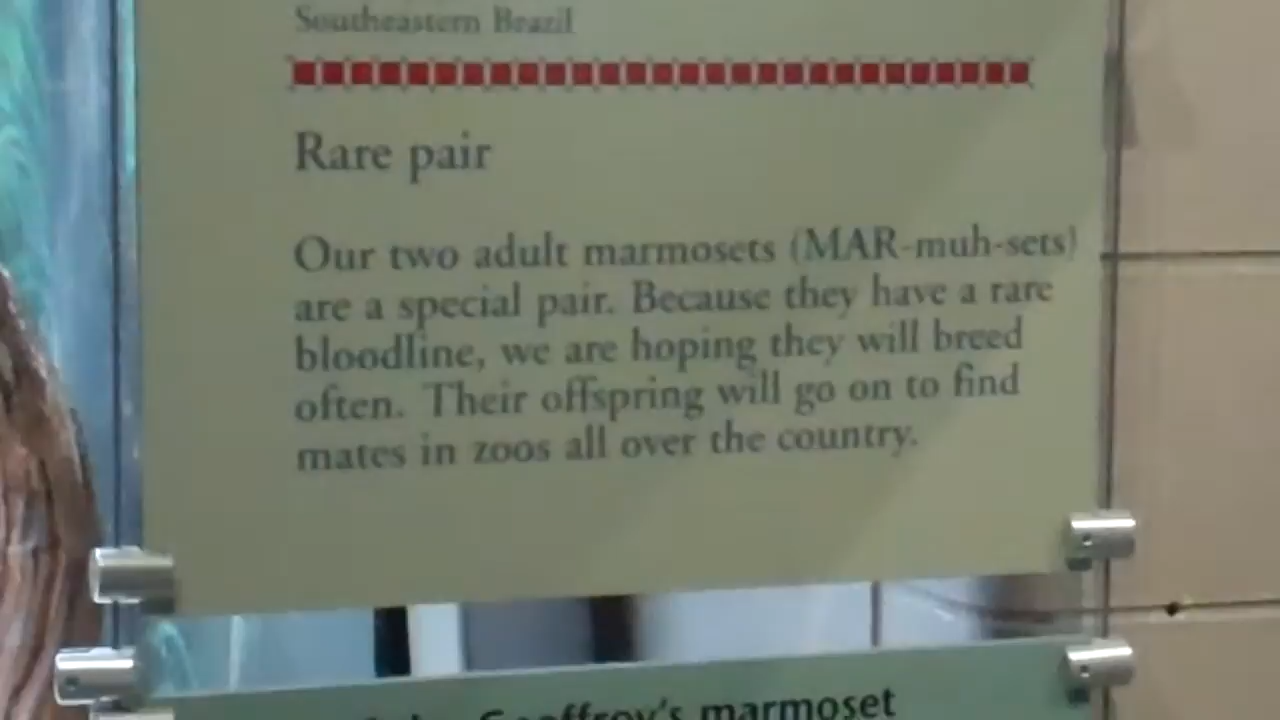 Southeastern Brazil
Rare pair
Our two adult marmosets (MAR-muh-sets)
are a special pair. Because they have a rare
bloodline, we are hoping they will breed
often. Their offspring will go on to find
mates in zoos all over the country.
Geoffroy's marmoset